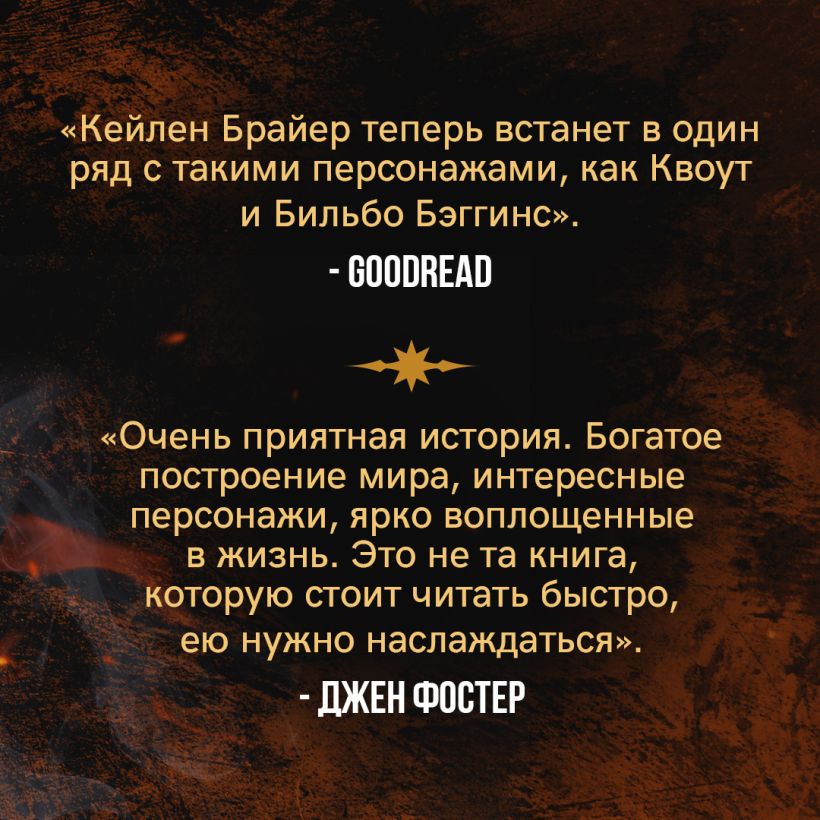 «Кейлен Брайер теперь встанет в один
ряд с такими персонажами, как Квоут
и Бильбо Бэггинс».
- GOODREAD
«Очень приятная история. Богатое
построение мира, интересные
персонажи, ярко воплощенные
в жизнь. Это не та книга,
которую стоит читать быстро,
ею нужно наслаждаться».
- ДЖЕН ФОСТЕР